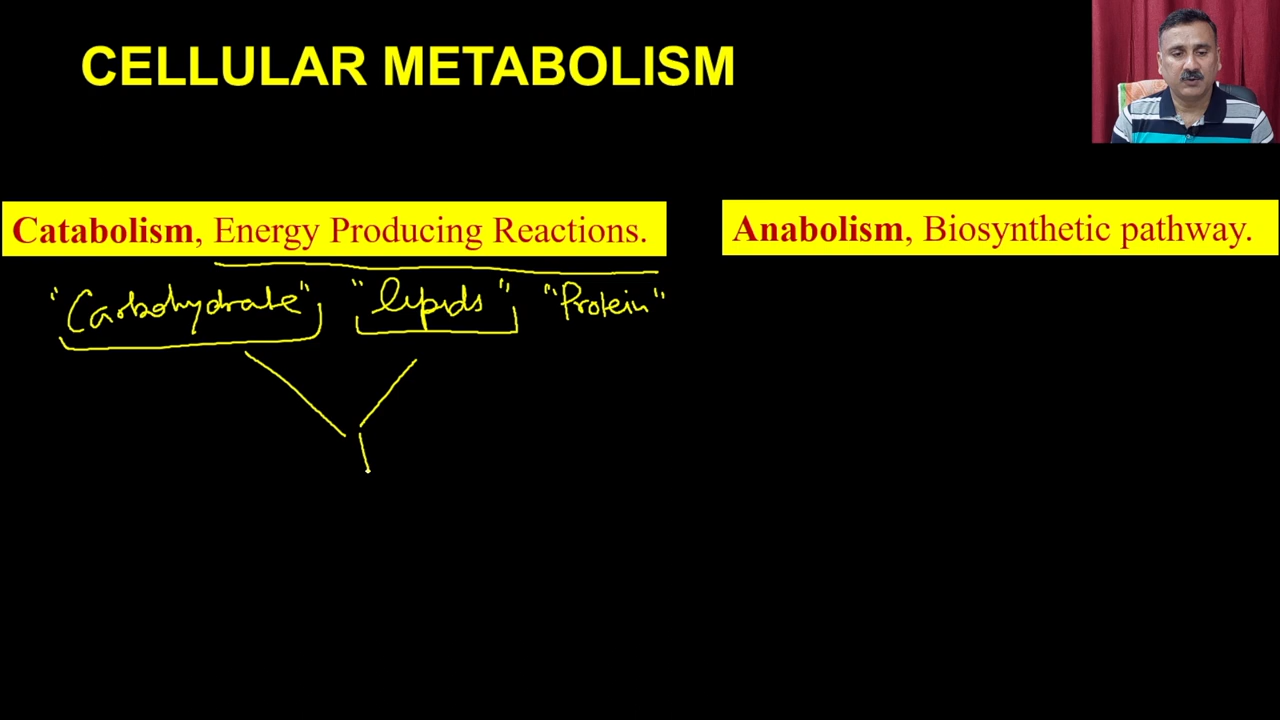 CELLULAR METABOLISM
Catabolism, Energy Producing Reactions.
Anabolism, Biosynthetic pathway.
"Carbohydrate" "lipids" "Protein"